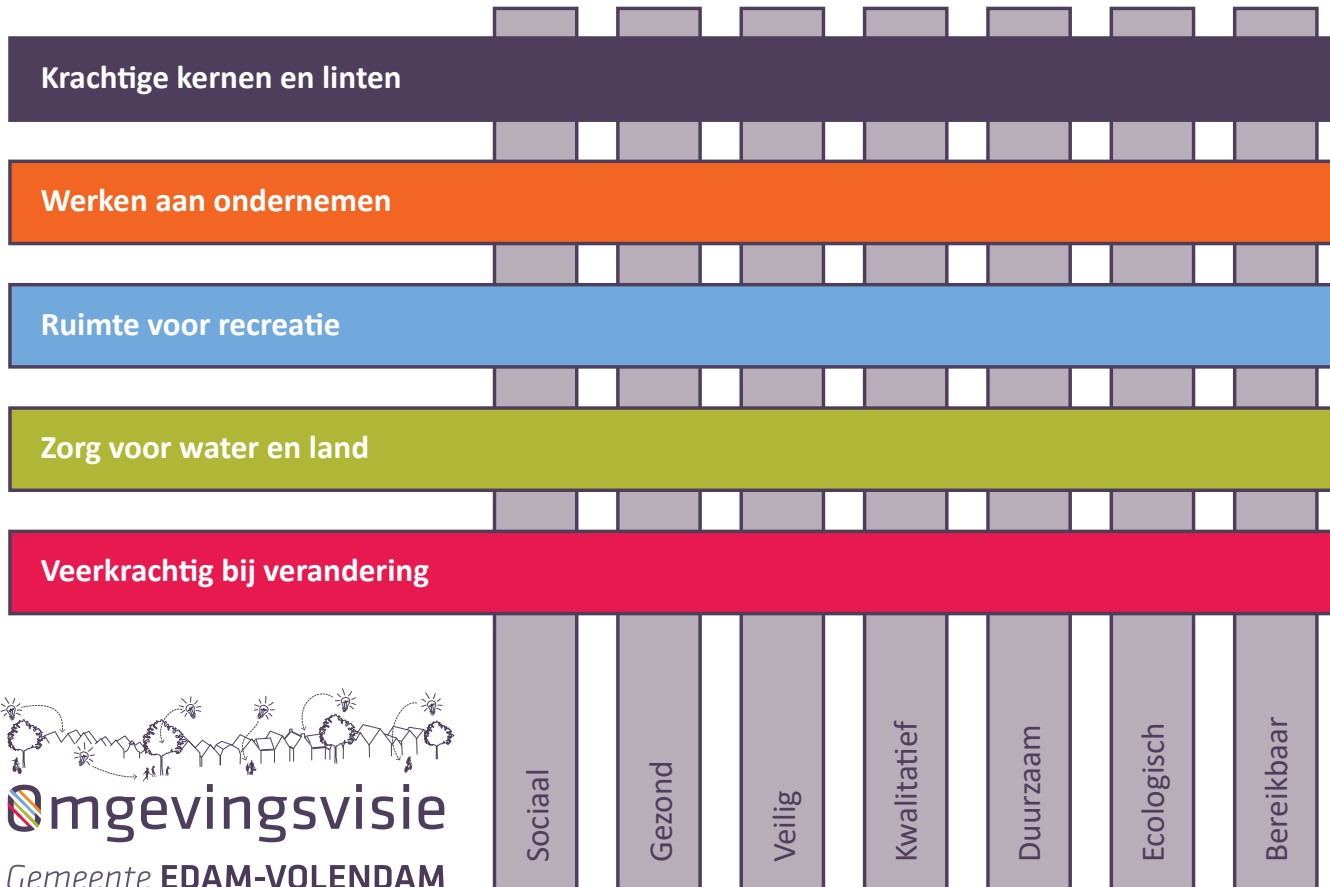 Krachtige kernen en linten
Werken aan ondernemen
Ruimte voor recreatie
Zorg voor water en land
Veerkrachtig bij verandering
Sociaal
Gezond
Veilig
Kwalitatief
Duurzaam
Ecologisch
Bereikbaar
Omgevingsvisie
Gemeente EDAM-VOLENDAM